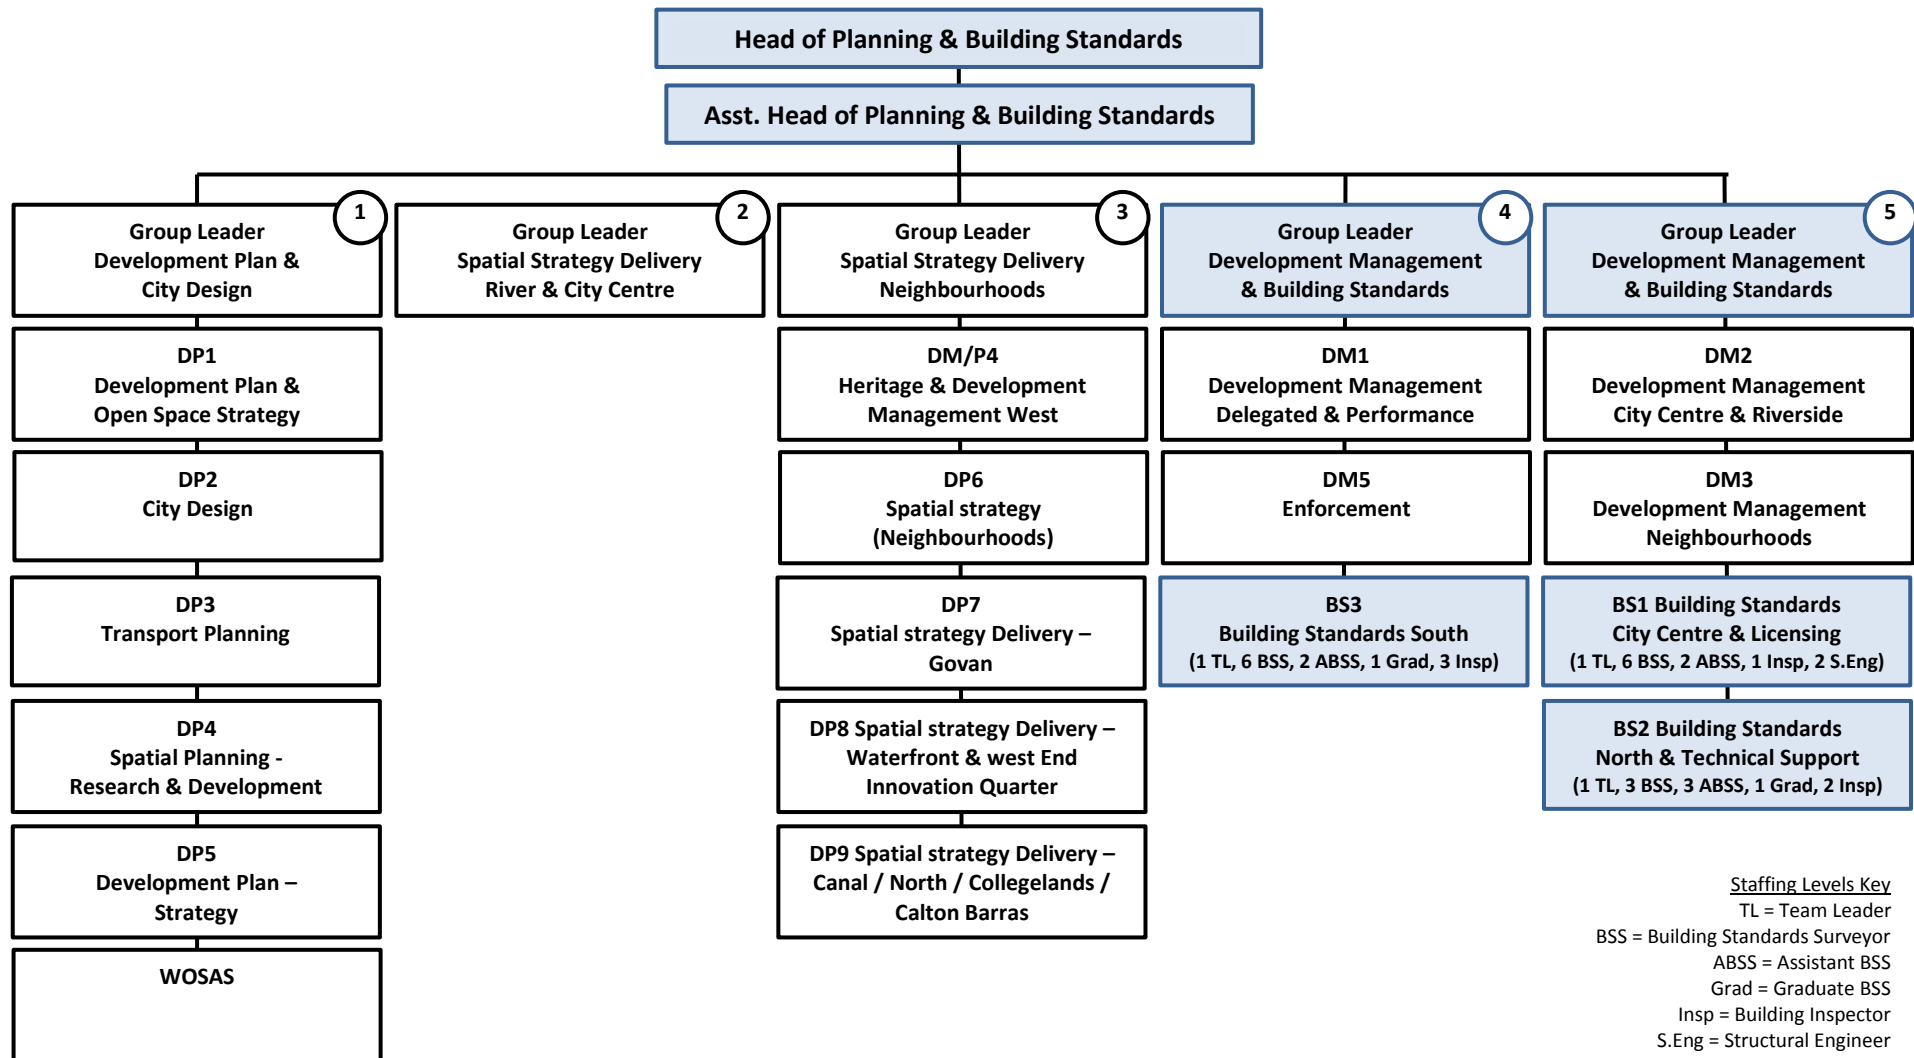 Head of Planning & Building Standards
Asst. Head of Planning & Building Standards
1
Group Leader
Development Plan &
City Design
2
Group Leader
Spatial Strategy Delivery
River & City Centre
3
Group Leader
Spatial Strategy Delivery
Neighbourhoods
4
Group Leader
Development Management
& Building Standards
5
Group Leader
Development Management
& Building Standards
DP1
Development Plan &
Open Space Strategy
DP2
City Design
DP3
Transport Planning
DP4
Spatial Planning -
Research & Development
DP5
Development Plan –
Strategy
WOSAS
DM/P4
Heritage & Development
Management West
DP6
Spatial strategy
(Neighbourhoods)
DP7
Spatial strategy Delivery –
Govan
DP8 Spatial strategy Delivery –
Waterfront & west End
Innovation Quarter
DP9 Spatial strategy Delivery –
Canal / North / Collegelands /
Calton Barras
DM1
Development Management
Delegated & Performance
DM5
Enforcement
BS3
Building Standards South
(1 TL, 6 BSS, 2 ABSS, 1 Grad, 3 Insp)
DM2
Development Management
City Centre & Riverside
DM3
Development Management
Neighbourhoods
BS1 Building Standards
City Centre & Licensing
(1 TL, 6 BSS, 2 ABSS, 1 Insp, 2 S.Eng)
BS2 Building Standards
North & Technical Support
(1 TL, 3 BSS, 3 ABSS, 1 Grad, 2 Insp)
Staffing Levels Key
TL = Team Leader
BSS = Building Standards Surveyor
ABSS = Assistant BSS
Grad = Graduate BSS
Insp = Building Inspector
S.Eng = Structural Engineer